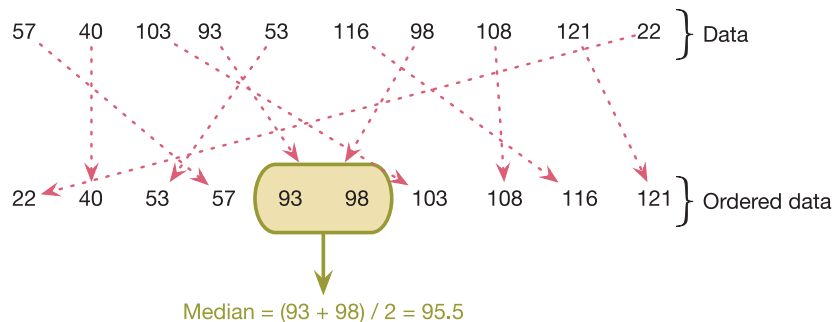 57 40 103 93 53 116 98 108 121 22 Data
22 40 53 57 93 98 103 108 116 121 Ordered data
Median = (93 + 98) / 2 = 95.5